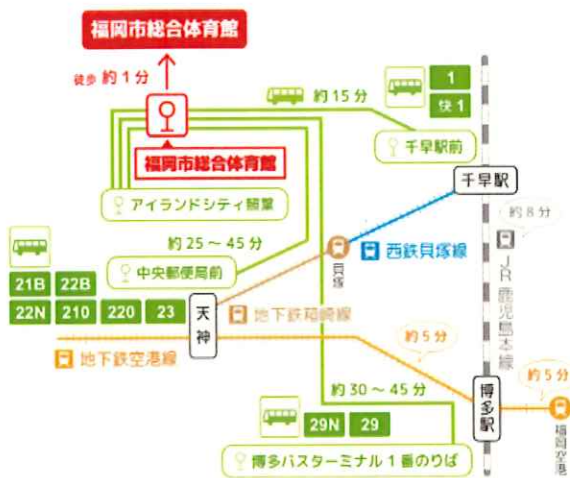 福岡市総合体育館
徒歩 約1分
約15分
1
快1
福岡市総合体育館
千早駅前
千早駅
アイランドシティ照葉
約8分
約25～45分
西鉄貝塚線
貝塚
JR鹿児島本線
中央郵便局前
21B 22B
22N 210 220 23
天神
地下鉄箱崎線
約5分
地下鉄空港線
約5分
博多駅
福岡空港
約30～45分
29N 29
博多バスターミナル1番のりば